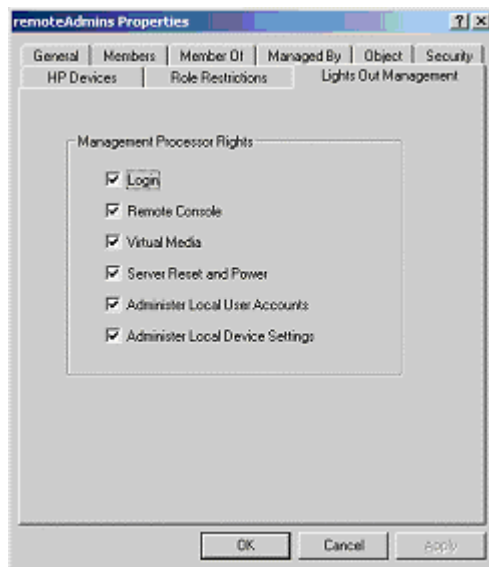 remoteAdmins Properties
General Members Member Of Managed By Object Security
HP Devices Role Restrictions Lights Out Management
Management Processor Rights
Login
Remote Console
Virtual Media
Server Reset and Power
Administer Local User Accounts
Administer Local Device Settings
OK Cancel Apply